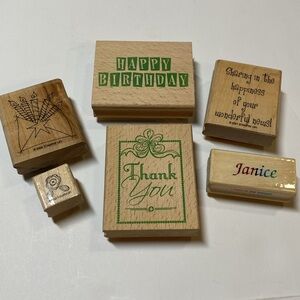 HAPPY
BIRTHDAY
Sharing in the
happiness
of your
wonderful news!
Thank
You
Janice